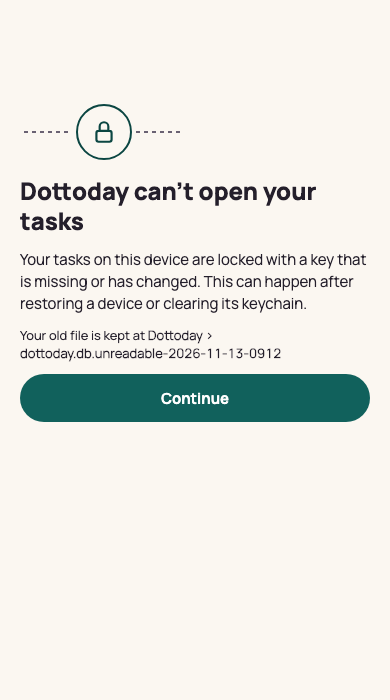 Dottoday can’t open your
tasks
Your tasks on this device are locked with a key that
is missing or has changed. This can happen after
restoring a device or clearing its keychain.
Your old file is kept at Dottoday ›
dottoday.db.unreadable-2026-11-13-0912
Continue